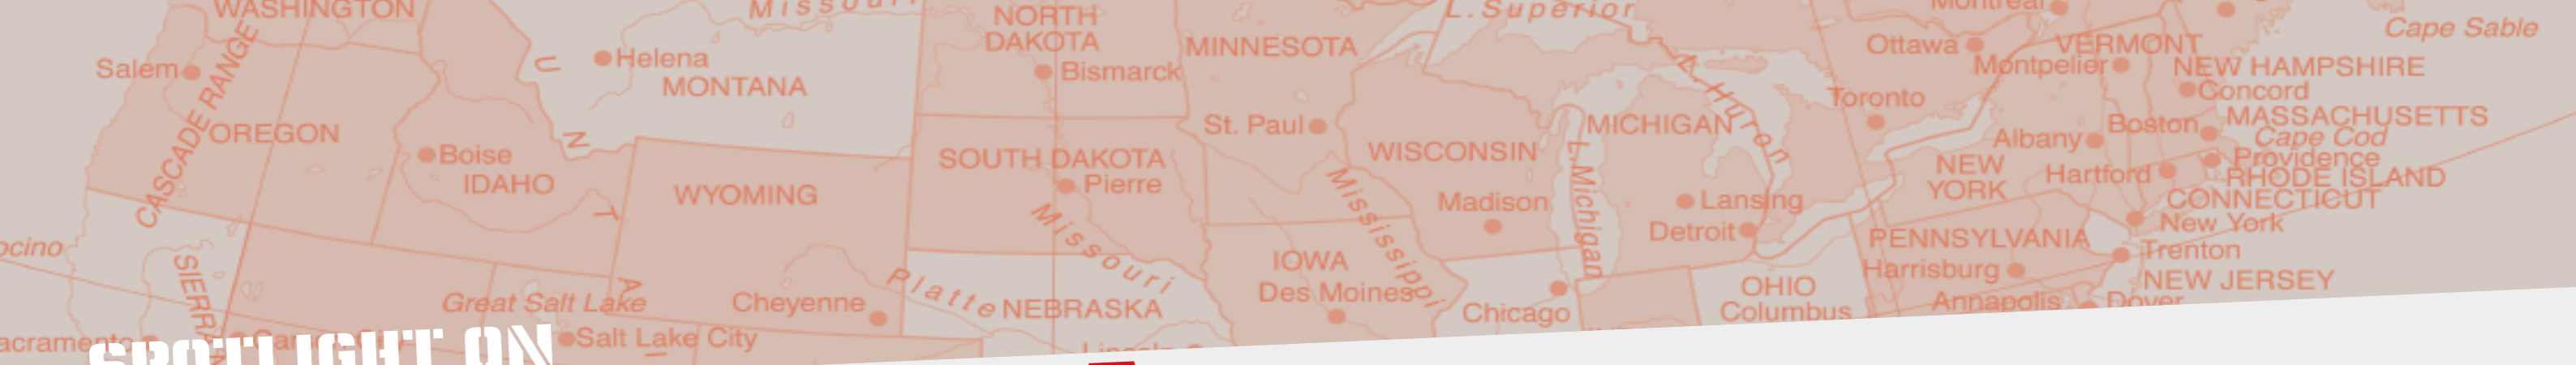 WASHINGTON
Missouri
NORTH
DAKOTA
L.Superior
Montreal
Cape Sable
Ottawa
VERMONT
MINNESOTA
Salem
Helena
Bismarck
Montpelier
NEW HAMPSHIRE
MONTANA
Concord
CASCADE RANGE
L. Huron
Toronto
MASSACHUSETTS
OREGON
St. Paul
MICHIGAN
Boston
Cape Cod
Albany
Boise
SOUTH DAKOTA
WISCONSIN
Providence
IDAHO
Pierre
NEW
YORK
Hartford
RHODE ISLAND
WYOMING
Mississippi
L.Michigan
Madison
Lansing
CONNECTICUT
New York
Missouri
Detroit
PENNSYLVANIA
Trenton
IOWA
Harrisburg
NEW JERSEY
Great Salt Lake
Cheyenne
Platte
NEBRASKA
Des Moines
Chicago
OHIO
Columbus
Annapolis
Dover
Salt Lake City
Lincoln
SPOTLIGHT ON